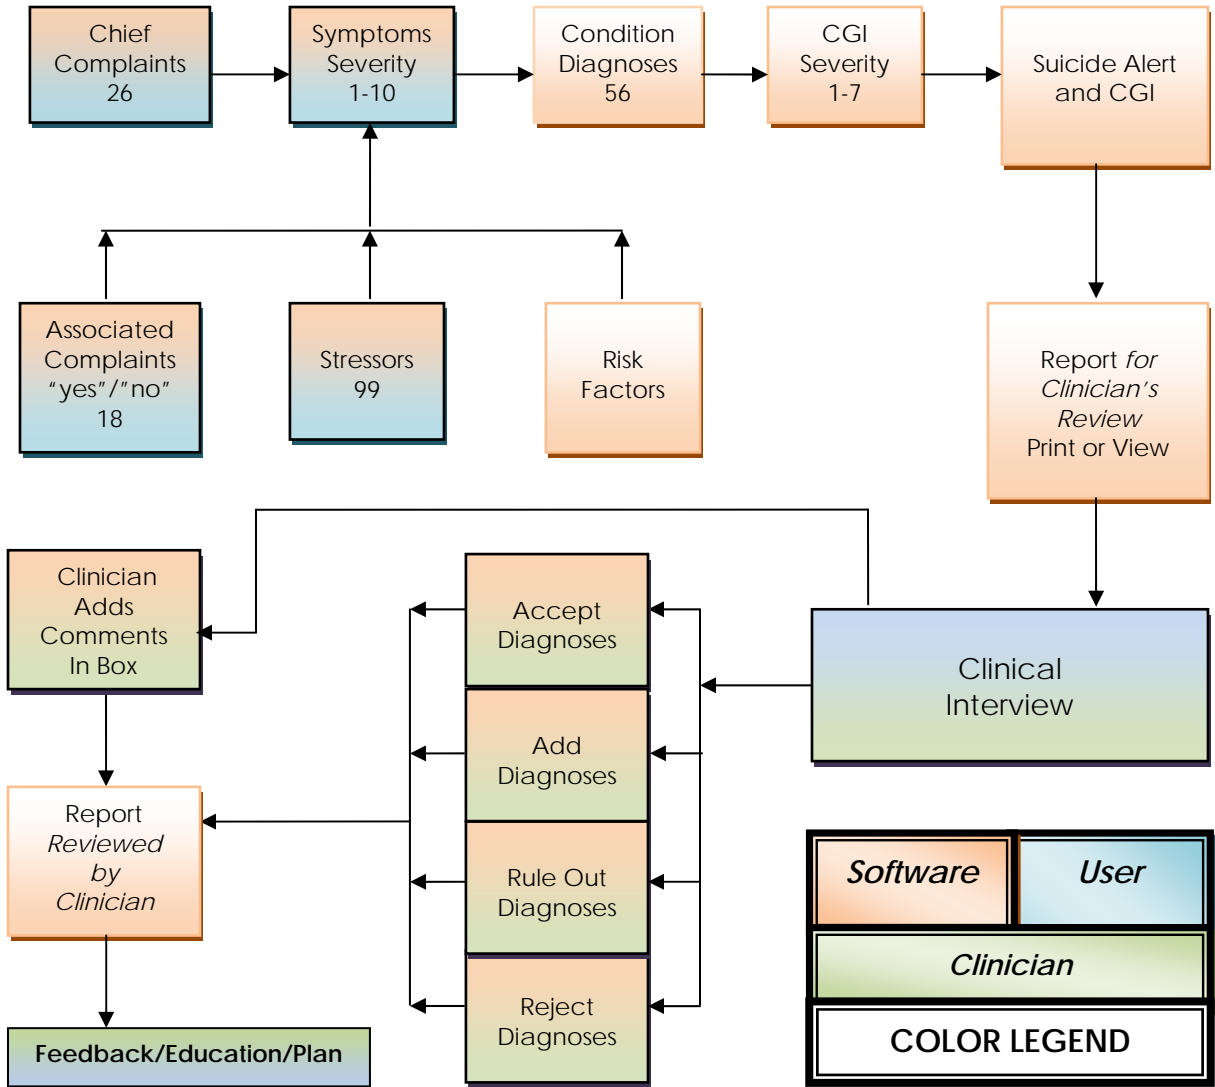 Chief
Complaints
26
Symptoms
Severity
1-10
Condition
Diagnoses
56
CGI
Severity
1-7
Suicide Alert
and CGI
Associated
Complaints
“yes”/”no”
18
Stressors
99
Risk
Factors
Report for
Clinician’s
Review
Print or View
Clinician
Adds
Comments
In Box
Accept
Diagnoses
Clinical
Interview
Add
Diagnoses
Report
Reviewed
by
Clinician
Rule Out
Diagnoses
Reject
Diagnoses
Feedback/Education/Plan
Software
User
Clinician
COLOR LEGEND